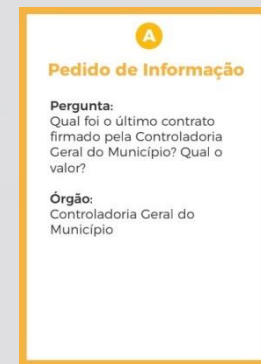 A
Pedido de Informação
Pergunta:
Qual foi o último contrato
firmado pela Controladoria
Geral do Município? Qual o
valor?
Órgão:
Controladoria Geral do
Município